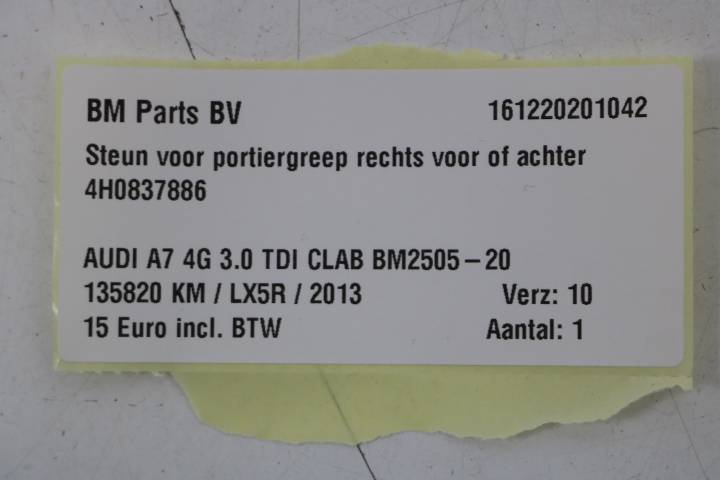 BM Parts BV 161220201042
Steun voor portiergreep rechts voor of achter
4H0837886
AUDI A7 4G 3.0 TDI CLAB BM2505-20
135820 KM / LX5R / 2013 Verz: 10
15 Euro incl. BTW Aantal: 1